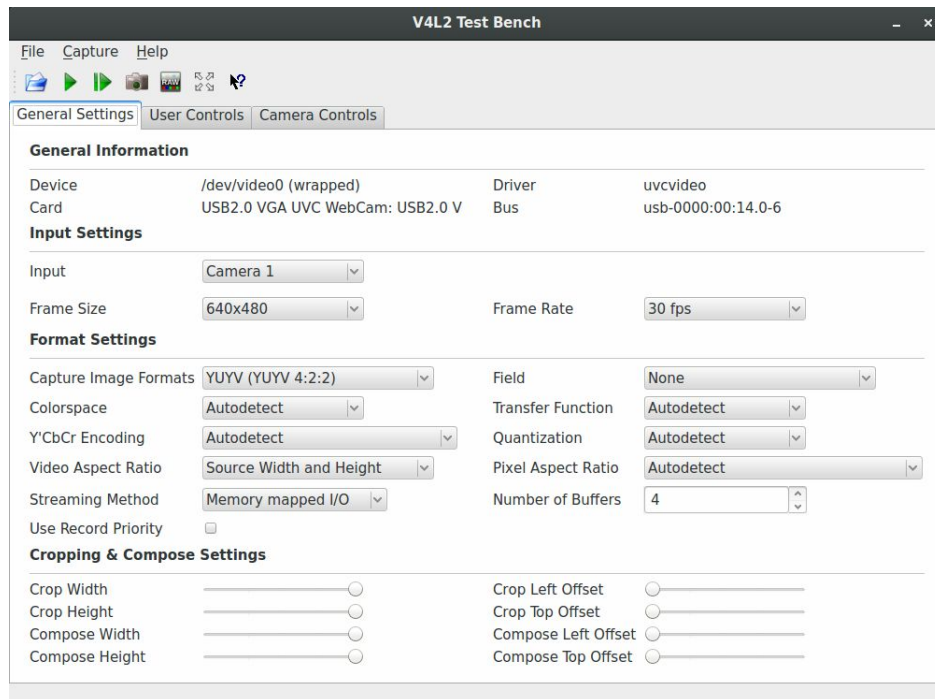 V4L2 Test Bench
File Capture Help
RAW
General Settings User Controls Camera Controls
General Information
Device /dev/video0 (wrapped) Driver uvcvideo
Card USB2.0 VGA UVC WebCam: USB2.0 V Bus usb-0000:00:14.0-6
Input Settings
Input Camera 1
Frame Size 640x480 Frame Rate 30 fps
Format Settings
Capture Image Formats YUYV (YUYV 4:2:2) Field None
Colorspace Autodetect Transfer Function Autodetect
Y'CbCr Encoding Autodetect Quantization Autodetect
Video Aspect Ratio Source Width and Height Pixel Aspect Ratio Autodetect
Streaming Method Memory mapped I/O Number of Buffers 4
Use Record Priority
Cropping & Compose Settings
Crop Width Crop Left Offset
Crop Height Crop Top Offset
Compose Width Compose Left Offset
Compose Height Compose Top Offset